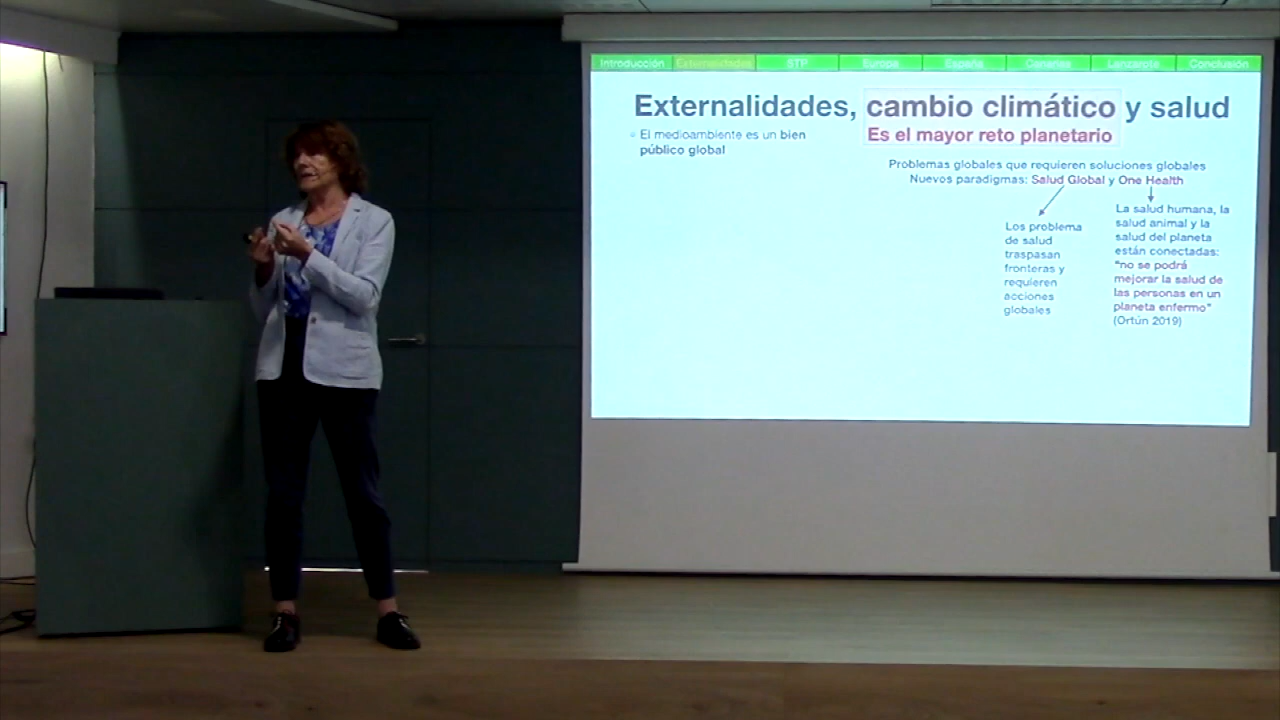 Introducción Externalidades STP Europa España Canarias Lanzarote Conclusión
Externalidades, cambio climático y salud
El medioambiente es un bien
público global
Es el mayor reto planetario
Problemas globales que requieren soluciones globales
Nuevos paradigmas: Salud Global y One Health
Los problema
de salud
traspasan
fronteras y
requieren
acciones
globales
La salud humana, la
salud animal y la
salud del planeta
están conectadas:
"no se podrá
mejorar la salud de
las personas en un
planeta enfermo"
(Ortún 2019)